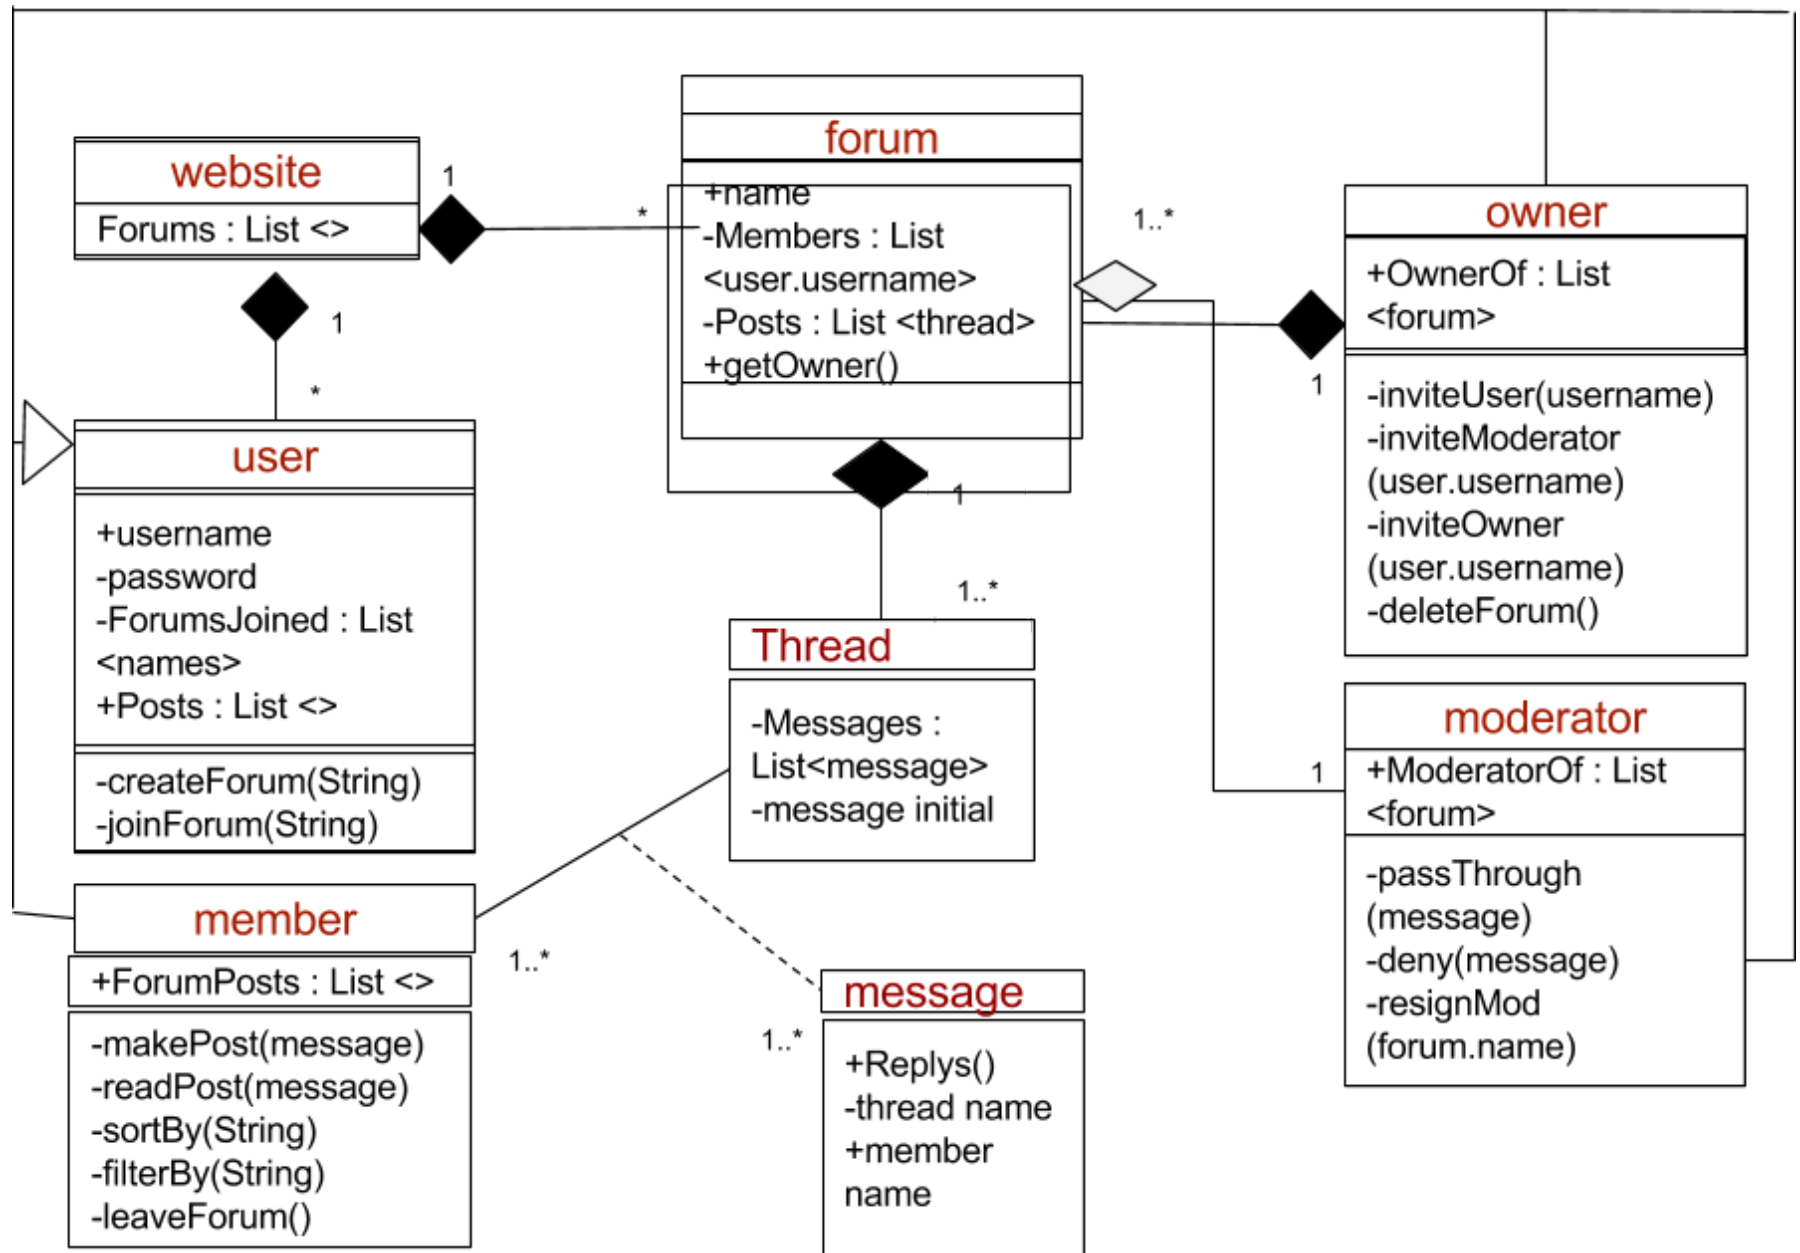 website
Forums : List <>
1
*
1
*
forum
+name
-Members : List
<user.username>
-Posts : List <thread>
+getOwner()
1
1..*
1..*
1
owner
+OwnerOf : List
<forum>
-inviteUser(username)
-inviteModerator
(user.username)
-inviteOwner
(user.username)
-deleteForum()
user
+username
-password
-ForumsJoined : List
<names>
+Posts : List <>
-createForum(String)
-joinForum(String)
Thread
-Messages :
List<message>
-message initial
1
moderator
+ModeratorOf : List
<forum>
-passThrough
(message)
-deny(message)
-resignMod
(forum.name)
member
+ForumPosts : List <>
-makePost(message)
-readPost(message)
-sortBy(String)
-filterBy(String)
-leaveForum()
1..*
1..*
message
+Replys()
-thread name
+member
name